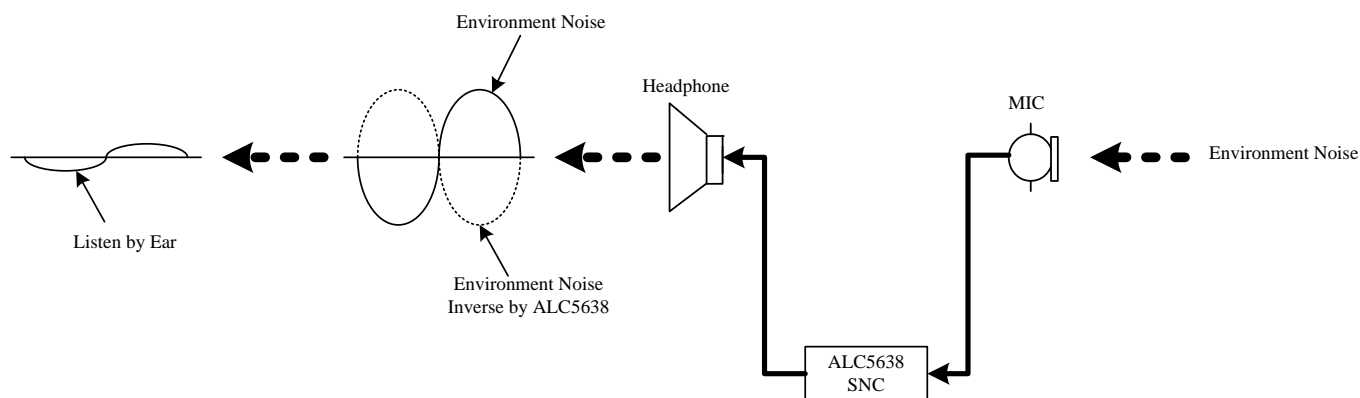 Environment Noise
Headphone
MIC
Environment Noise
Listen by Ear
Environment Noise
Inverse by ALC5638
ALC5638
SNC